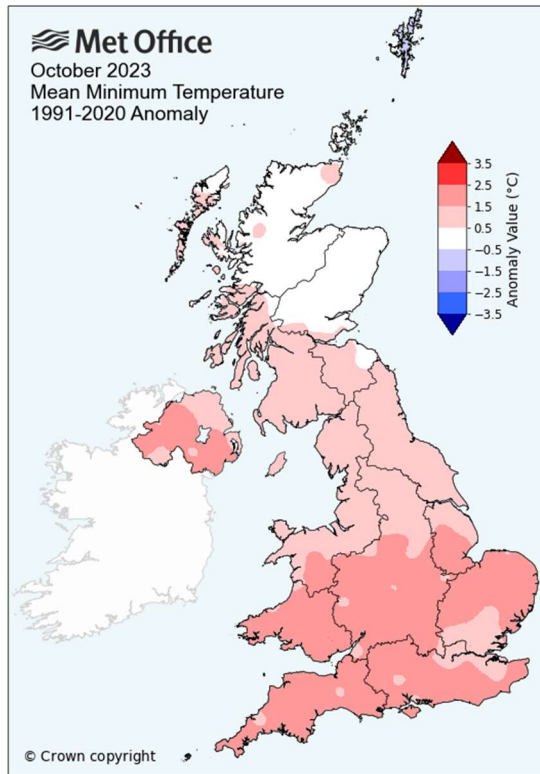 Met Office
October 2023
Mean Minimum Temperature
1991-2020 Anomaly
3.5
2.5
1.5
0.5
−0.5
−1.5
−2.5
−3.5
Anomaly Value (°C)
© Crown copyright